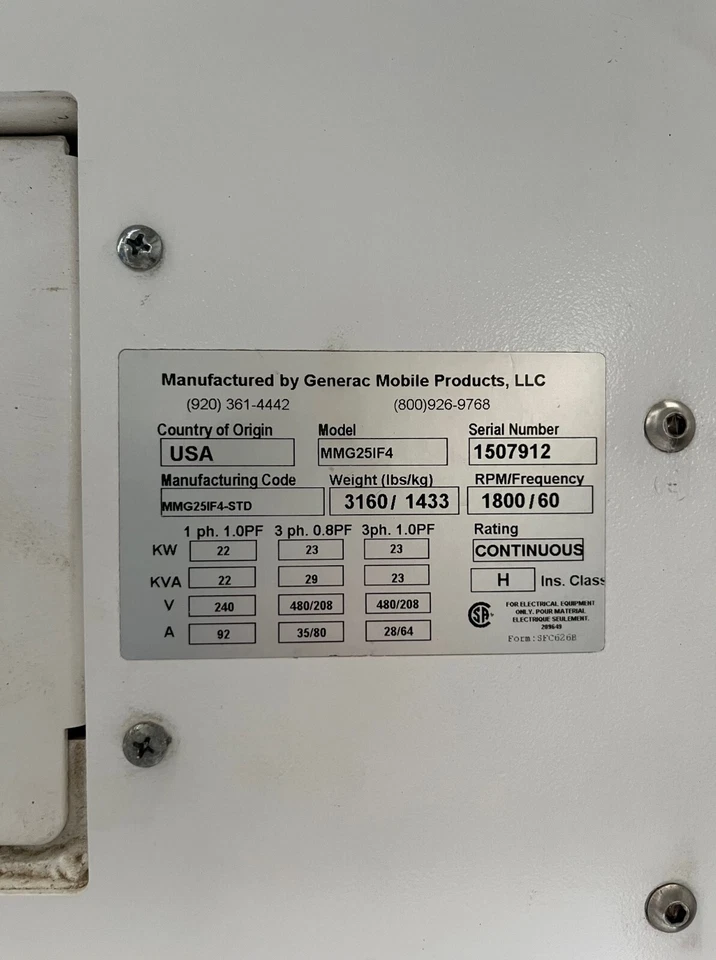 Manufactured by Generac Mobile Products, LLC
(920) 361-4442 (800)926-9768
Country of Origin Model Serial Number
USA MMG25IF4 1507912
Manufacturing Code Weight (lbs/kg) RPM/Frequency
MMG25IF4-STD 3160/ 1433 1800/60
1 ph. 1.0PF 3 ph. 0.8PF 3ph. 1.0PF Rating
KW 22 23 23 CONTINUOUS
KVA 22 29 23 H Ins. Class
V 240 480/208 480/208
A 92 35/80 28/64
SA
FOR ELECTRICAL EQUIPMENT
ONLY. POUR MATERIAL
ELECTRIQUE SEULEMENT.
209649
Form:SFC626B